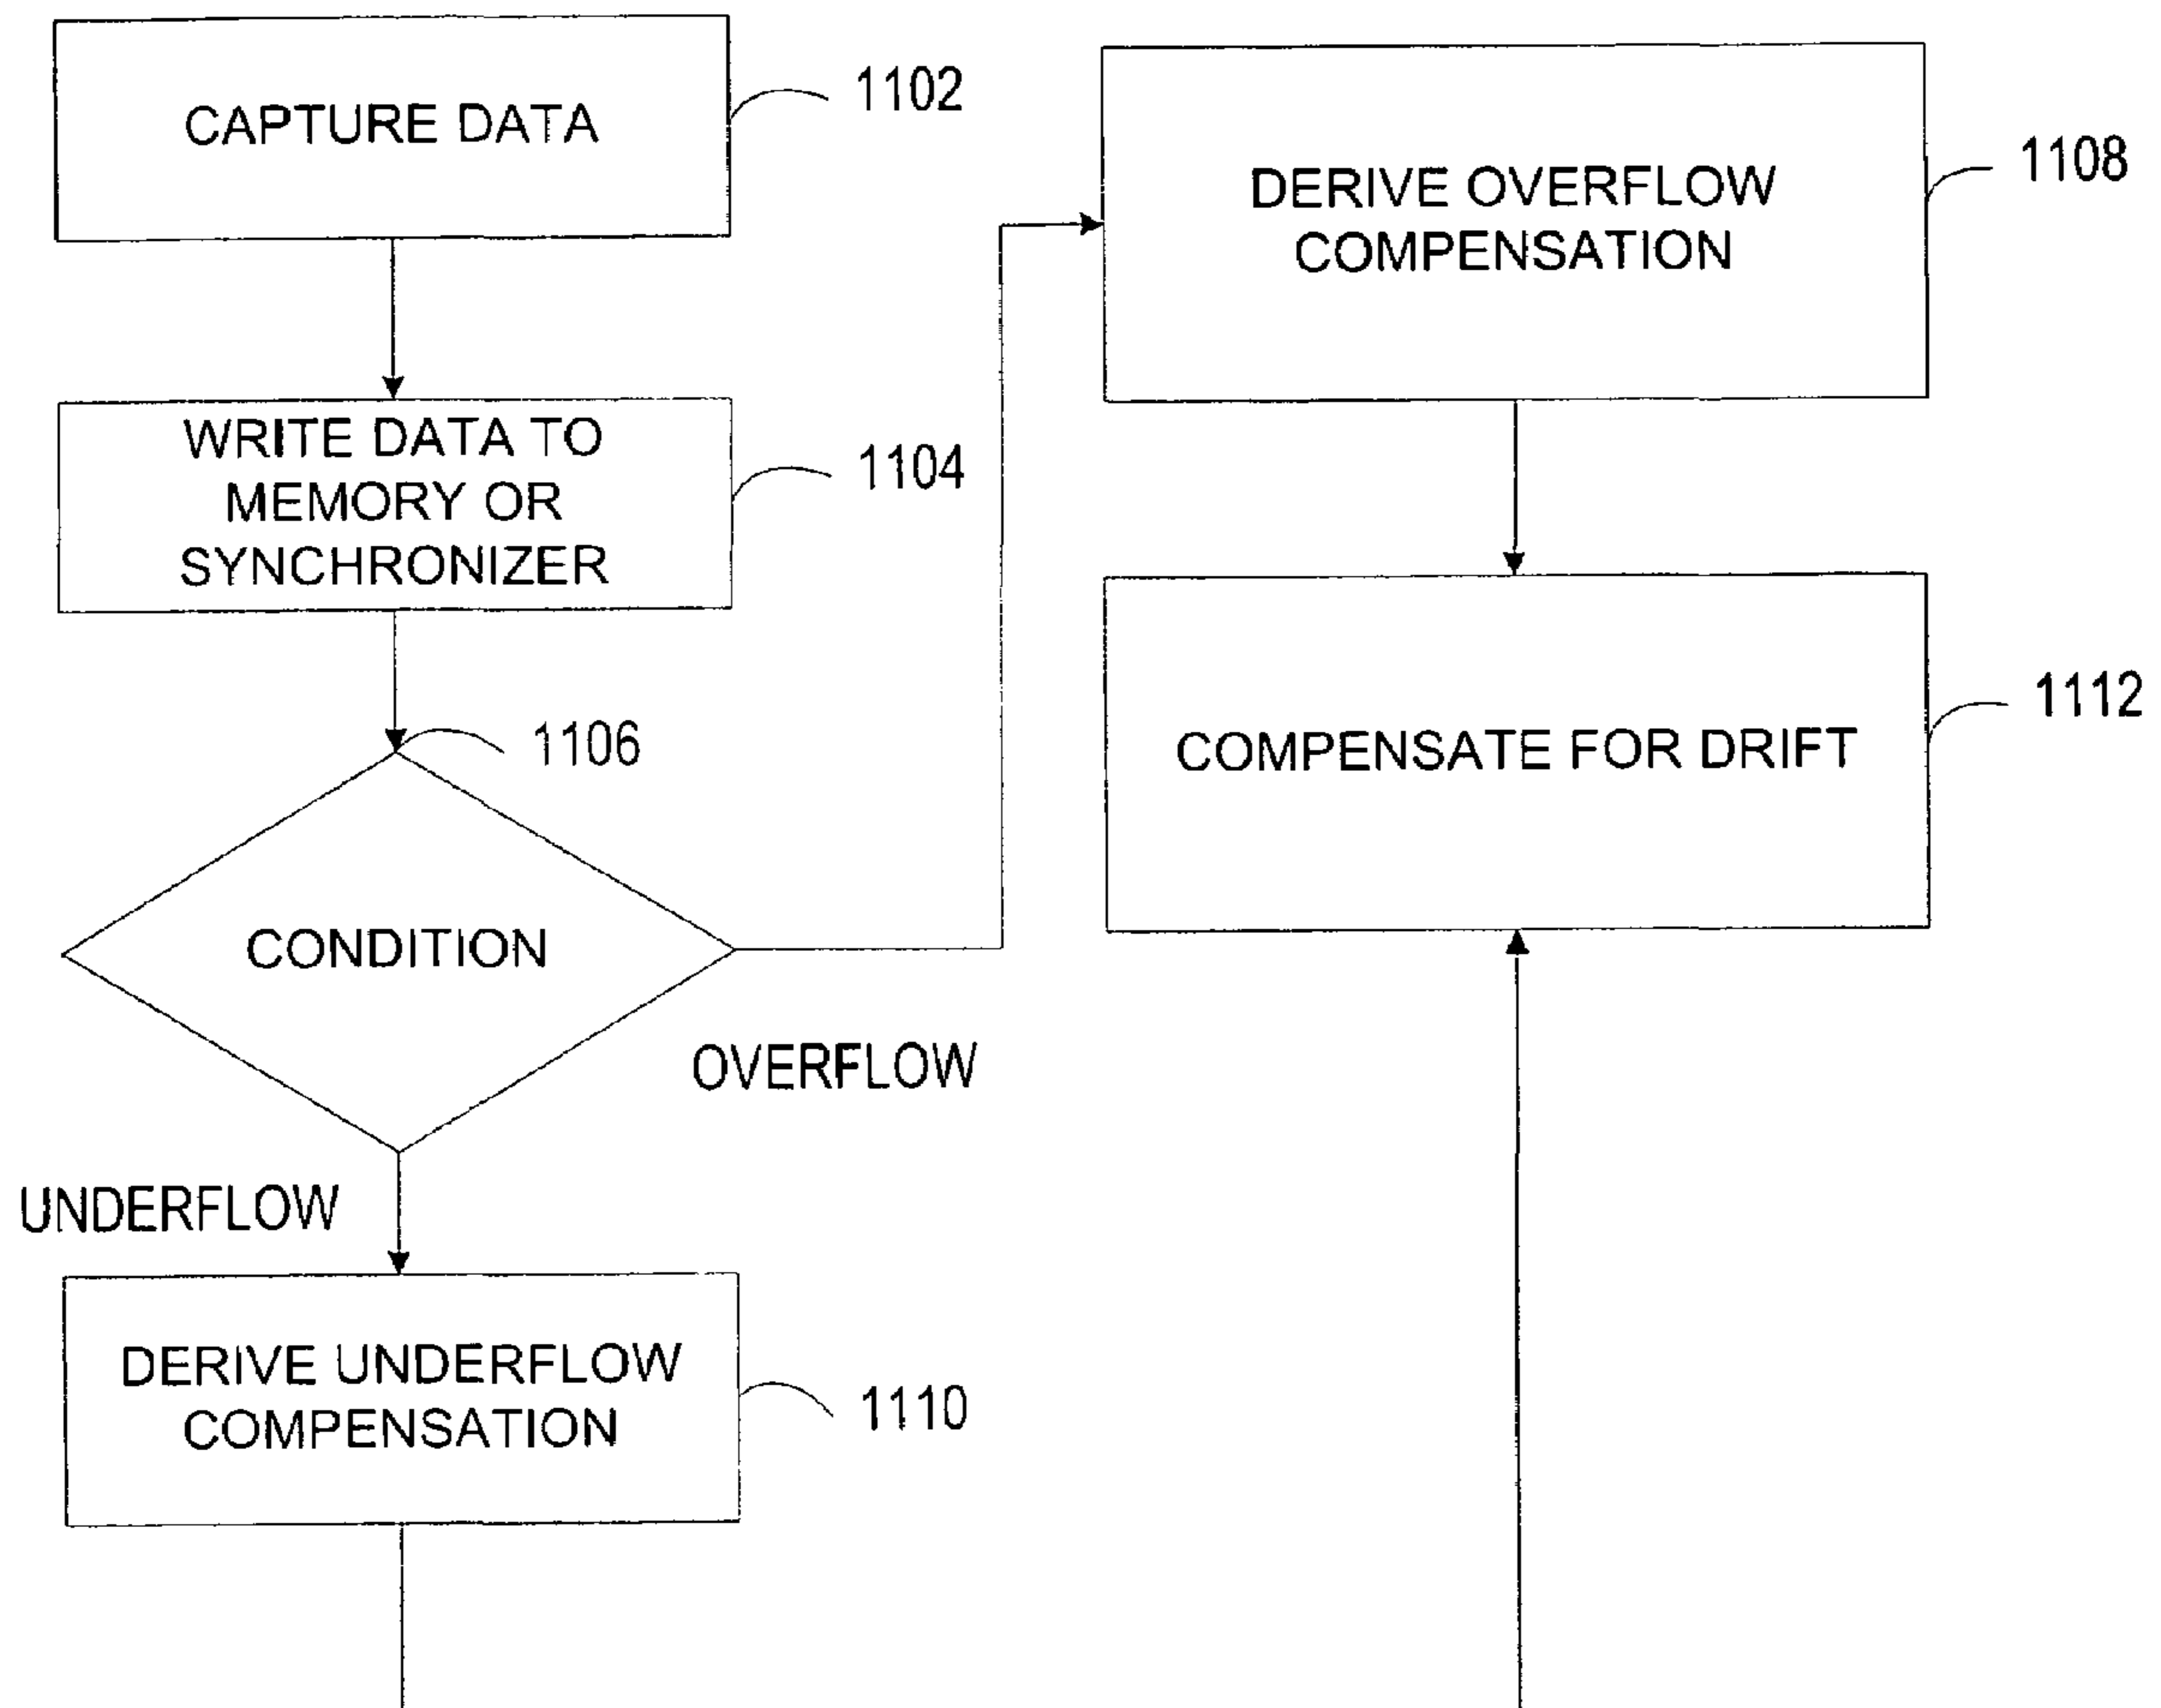 CAPTURE DATA
1102
WRITE DATA TO
MEMORY OR
SYNCHRONIZER
1104
1106
CONDITION
OVERFLOW
UNDERFLOW
DERIVE UNDERFLOW
COMPENSATION
1110
DERIVE OVERFLOW
COMPENSATION
1108
COMPENSATE FOR DRIFT
1112